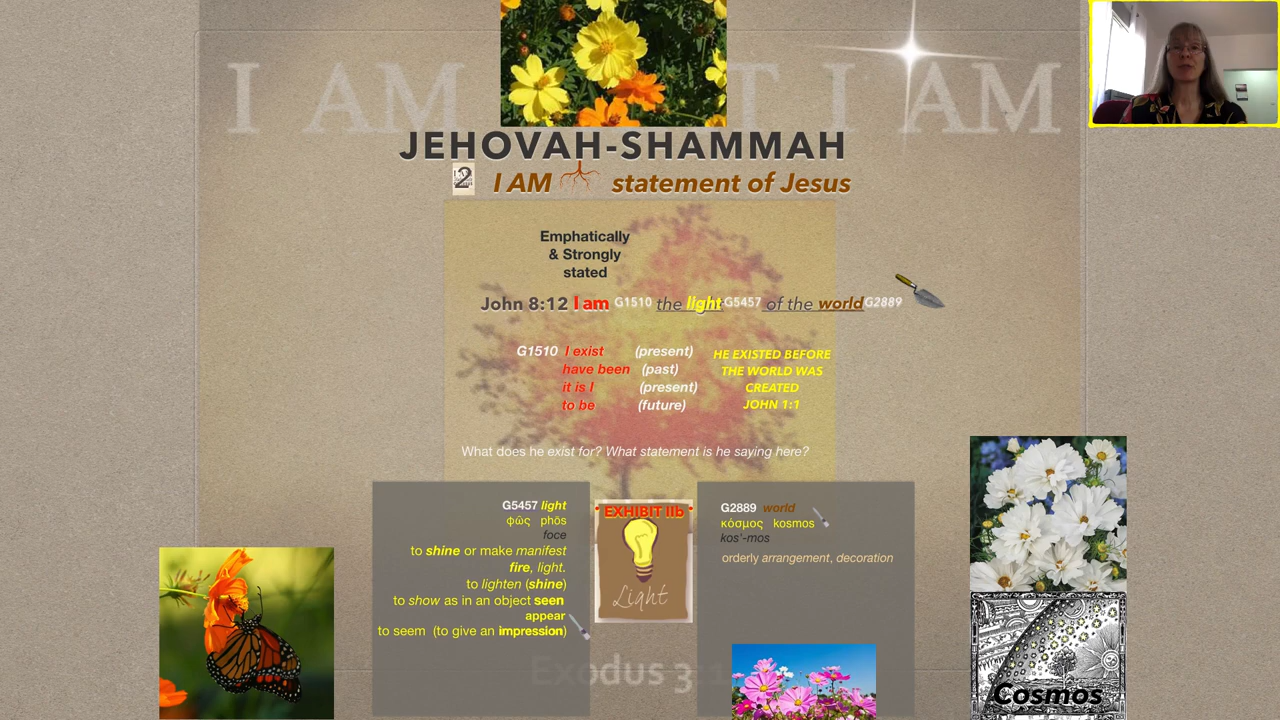 I AM T I AM
JEHOVAH-SHAMMAH
2 I AM statement of Jesus
Emphatically
& Strongly
stated
John 8:12 I am G1510 the light G5457 of the world G2889
G1510 I exist (present)
have been (past)
it is I (present)
to be (future)
HE EXISTED BEFORE
THE WORLD WAS
CREATED
JOHN 1:1
What does he exist for? What statement is he saying here?
G5457 light
φῶς phōs
foce
to shine or make manifest
fire, light.
to lighten (shine)
to show as in an object seen
appear
to seem (to give an impression)
• EXHIBIT IIb •
Light
G2889 world
κόσμος kosmos
kos'-mos
orderly arrangement, decoration
Exodus 3:1
Cosmos